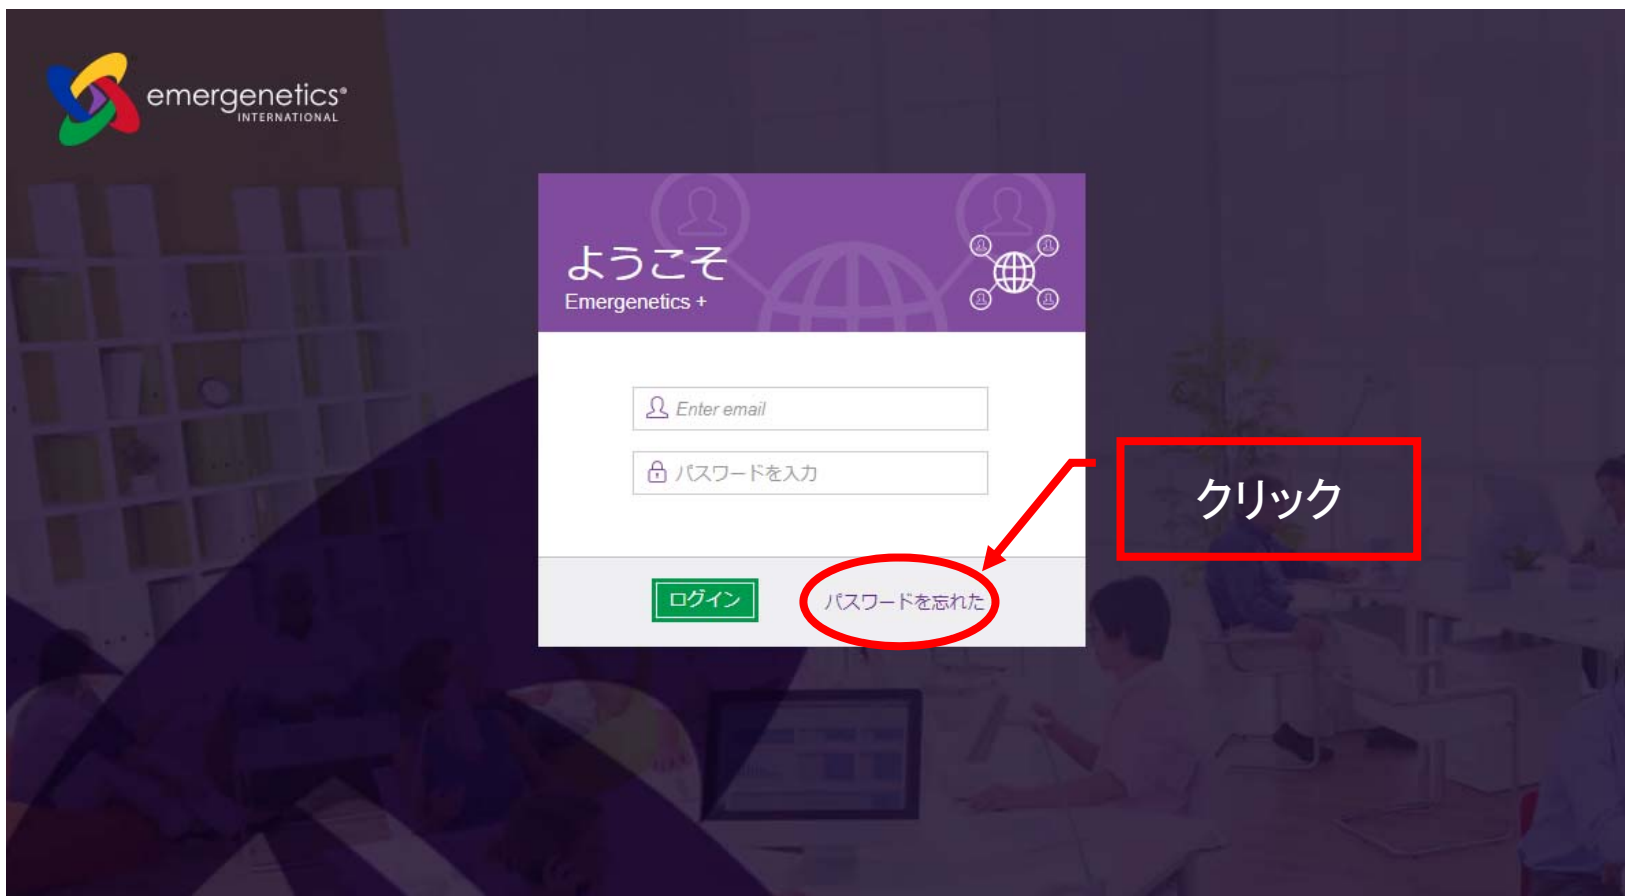 emergenetics®
INTERNATIONAL
ようこそ
Emergenetics +
Enter email
パスワードを入力
クリック
ログイン
パスワードを忘れた